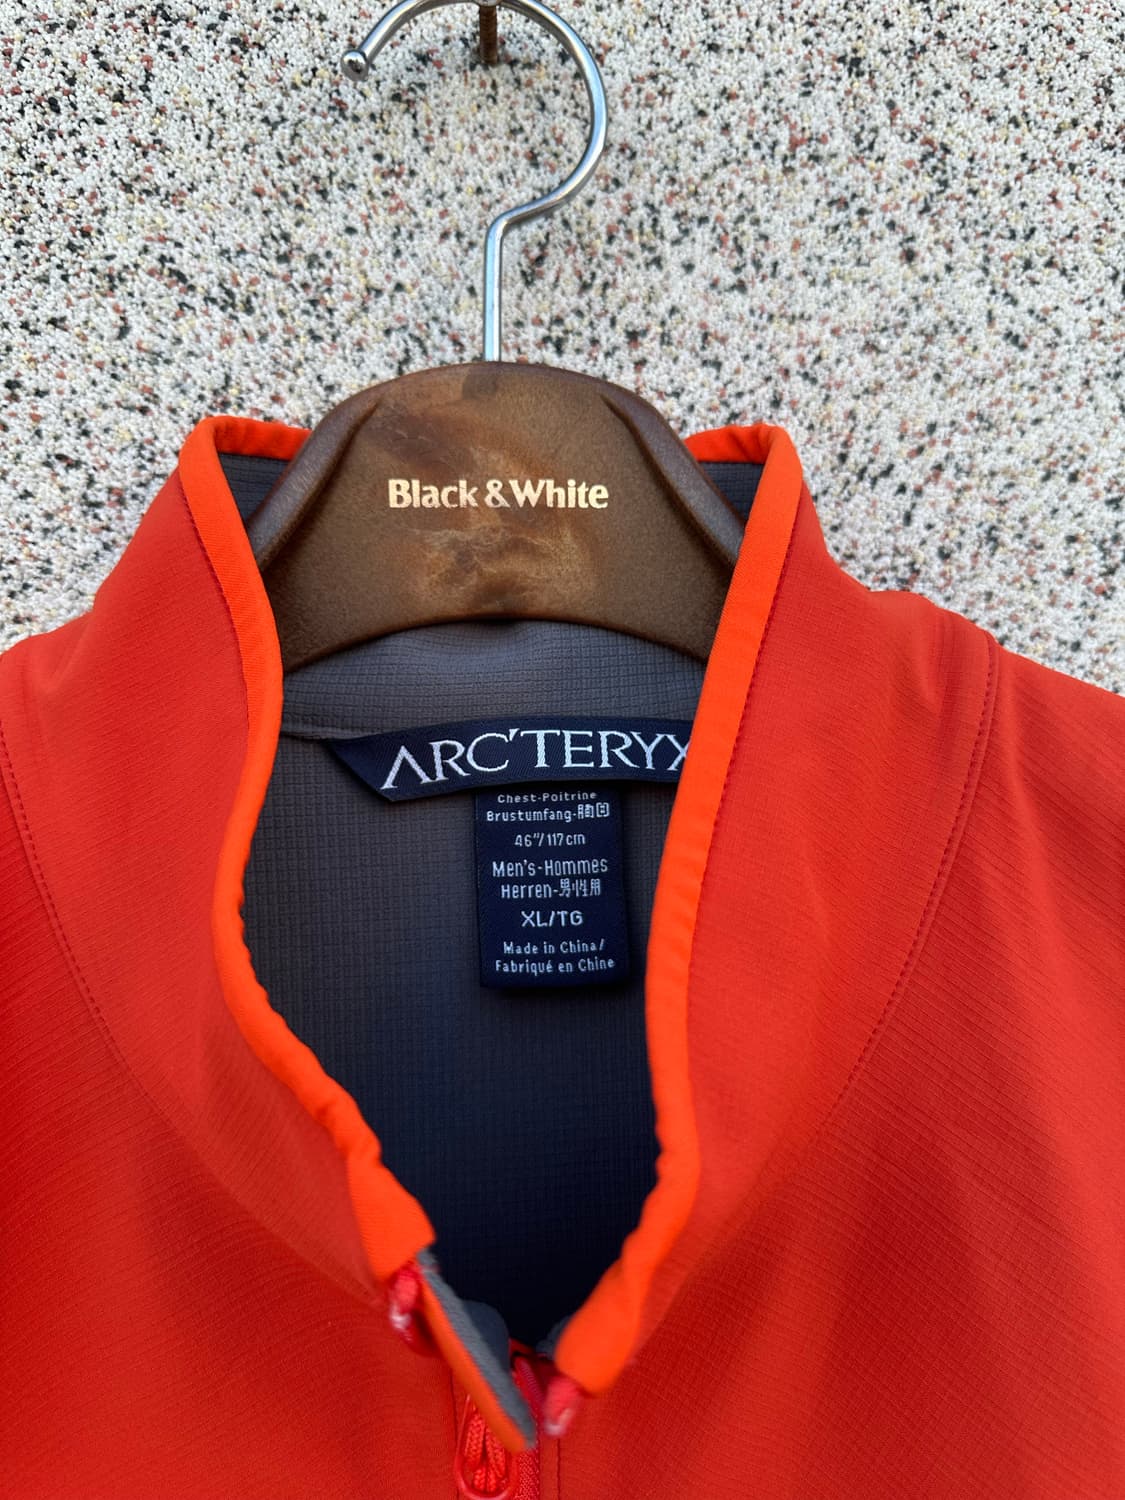 Black & White
ARC'TERYX
Chest-Poitrine
Brustumfang-胸囲
46"/117cm
Men's-Hommes
Herren-男性用
XL/TG
Made in China/
Fabriqué en Chine